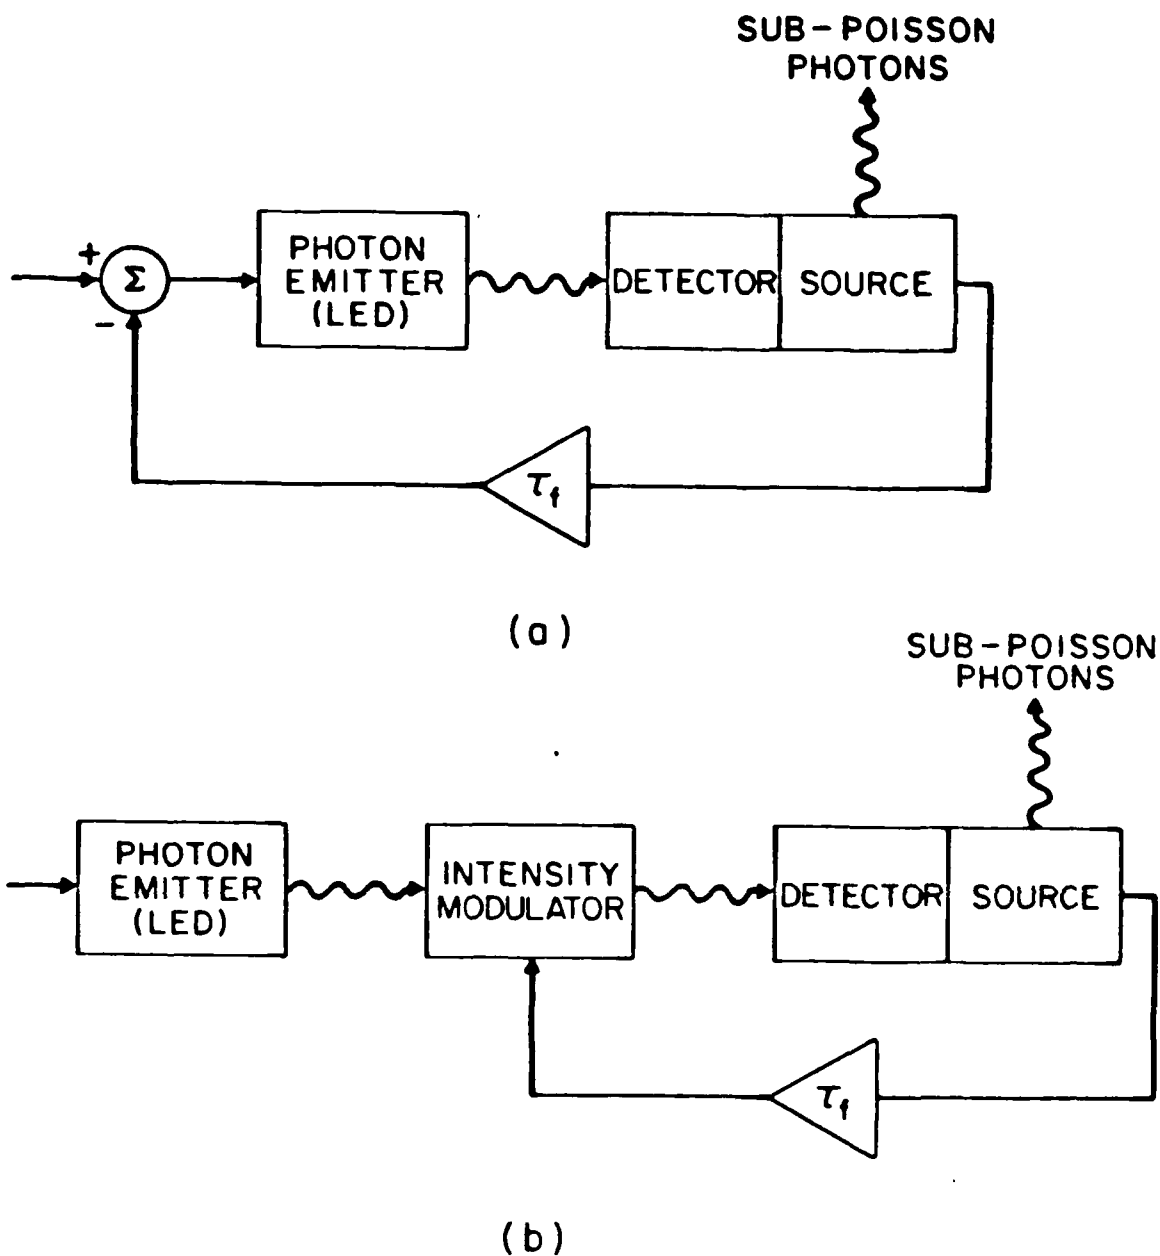 SUB-POISSON
PHOTONS
+
Σ
-
PHOTON
EMITTER
(LED)
DETECTOR
SOURCE
τf
(a)
SUB-POISSON
PHOTONS
PHOTON
EMITTER
(LED)
INTENSITY
MODULATOR
DETECTOR
SOURCE
τf
(b)